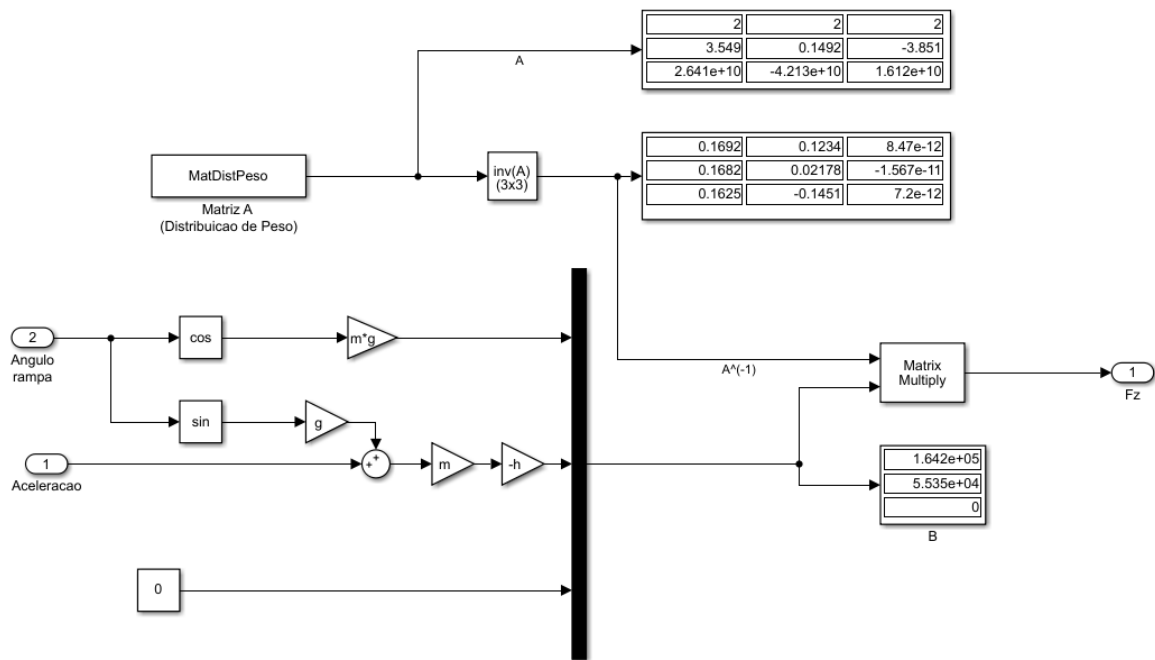 2 2 2
3.549 0.1492 -3.851
2.641e+10 -4.213e+10 1.612e+10
A
MatDistPeso
Matriz A
(Distribuicao de Peso)
inv(A)
(3x3)
0.1692 0.1234 8.47e-12
0.1682 0.02178 -1.567e-11
0.1625 -0.1451 7.2e-12
2
Angulo
rampa
cos
m*g
A^(-1)
Matrix
Multiply
1
Fz
sin
g
1
Aceleracao
+ +
m
-h
1.642e+05
5.535e+04
0
B
0